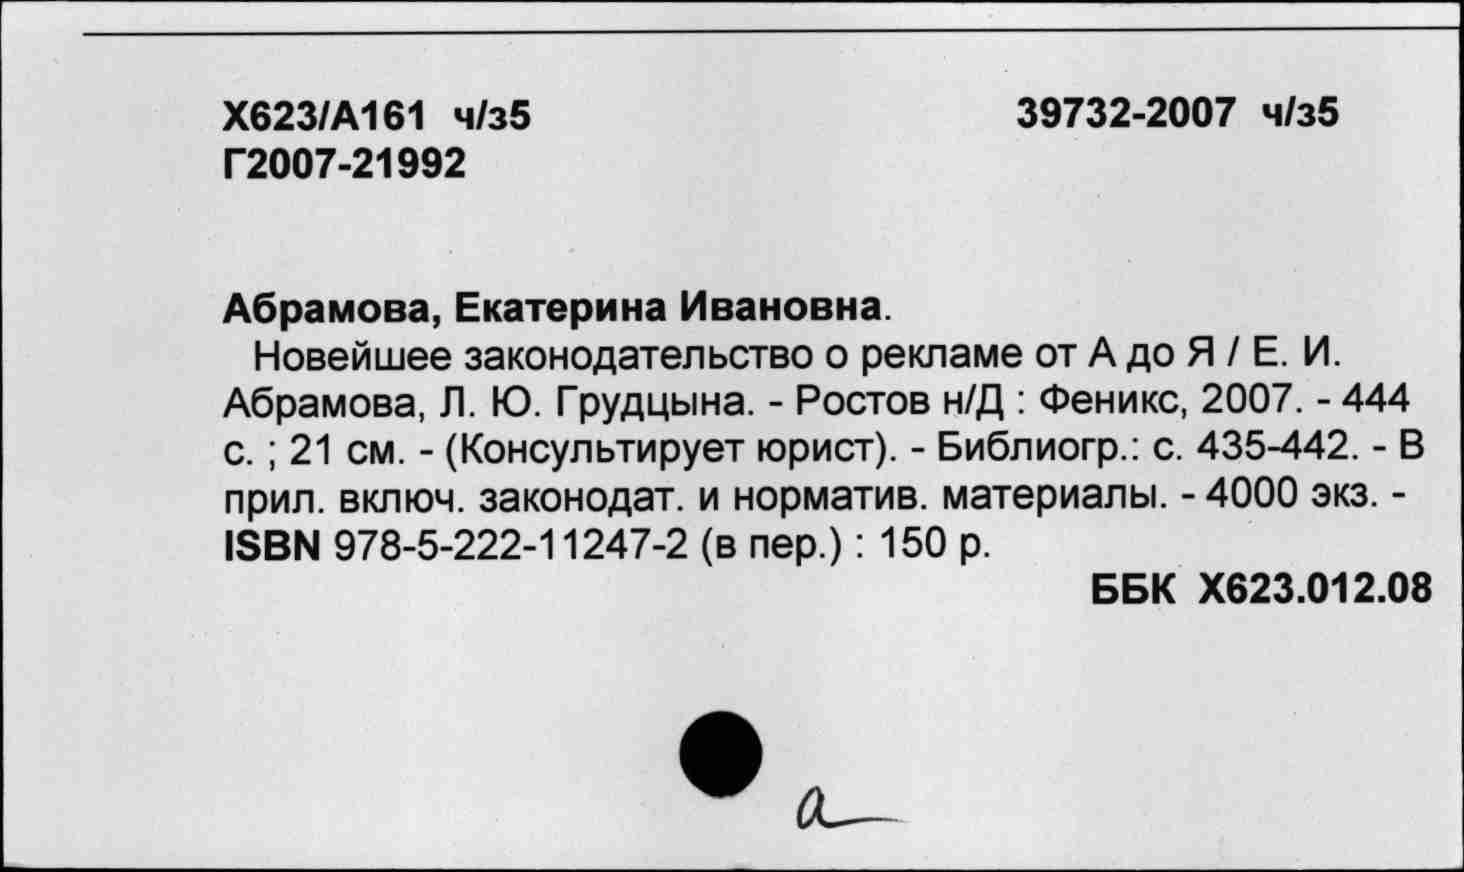 Х623/А161 ч/з5 39732-2007 ч/з5
Г2007-21992
Абрамова, Екатерина Ивановна.
Новейшее законодательство о рекламе от А до Я / Е. И.
Абрамова, Л. Ю. Грудцына. - Ростов н/Д : Феникс, 2007. - 444
с. ; 21 см. - (Консультирует юрист). - Библиогр.: с. 435-442. - В
прил. включ. законодат. и норматив. материалы. - 4000 экз. -
ISBN 978-5-222-11247-2 (в пер.) : 150 р.
ББК Х623.012.08
а